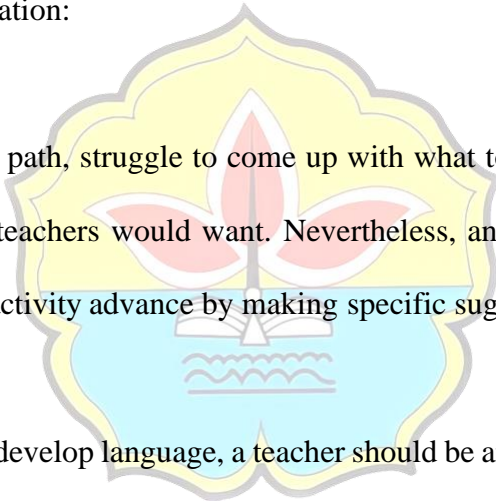 ation:
path, struggle to come up with what to
teachers would want. Nevertheless, an
activity advance by making specific sug
develop language, a teacher should be a